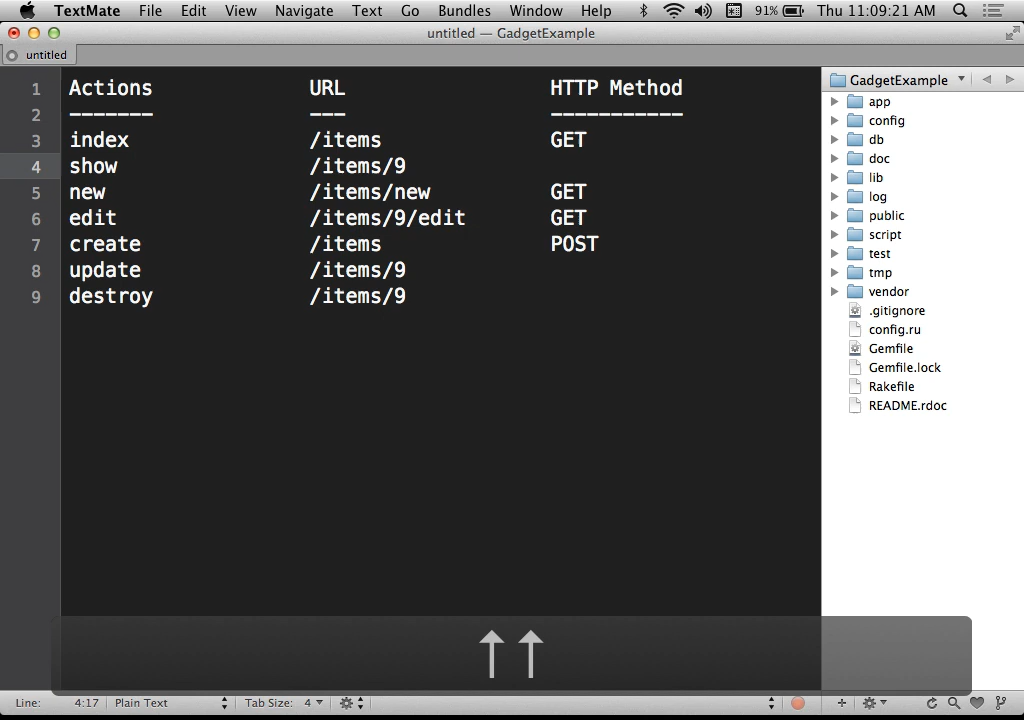 TextMate File Edit View Navigate Text Go Bundles Window Help 91% Thu 11:09:21 AM
untitled — GadgetExample
untitled
GadgetExample
1 Actions URL HTTP Method
2 ------- --- -----------
3 index /items GET
4 show /items/9
5 new /items/new GET
6 edit /items/9/edit GET
7 create /items POST
8 update /items/9
9 destroy /items/9
app
config
db
doc
lib
log
public
script
test
tmp
vendor
.gitignore
config.ru
Gemfile
Gemfile.lock
Rakefile
README.rdoc
↑↑
Line: 4:17 Plain Text Tab Size: 4